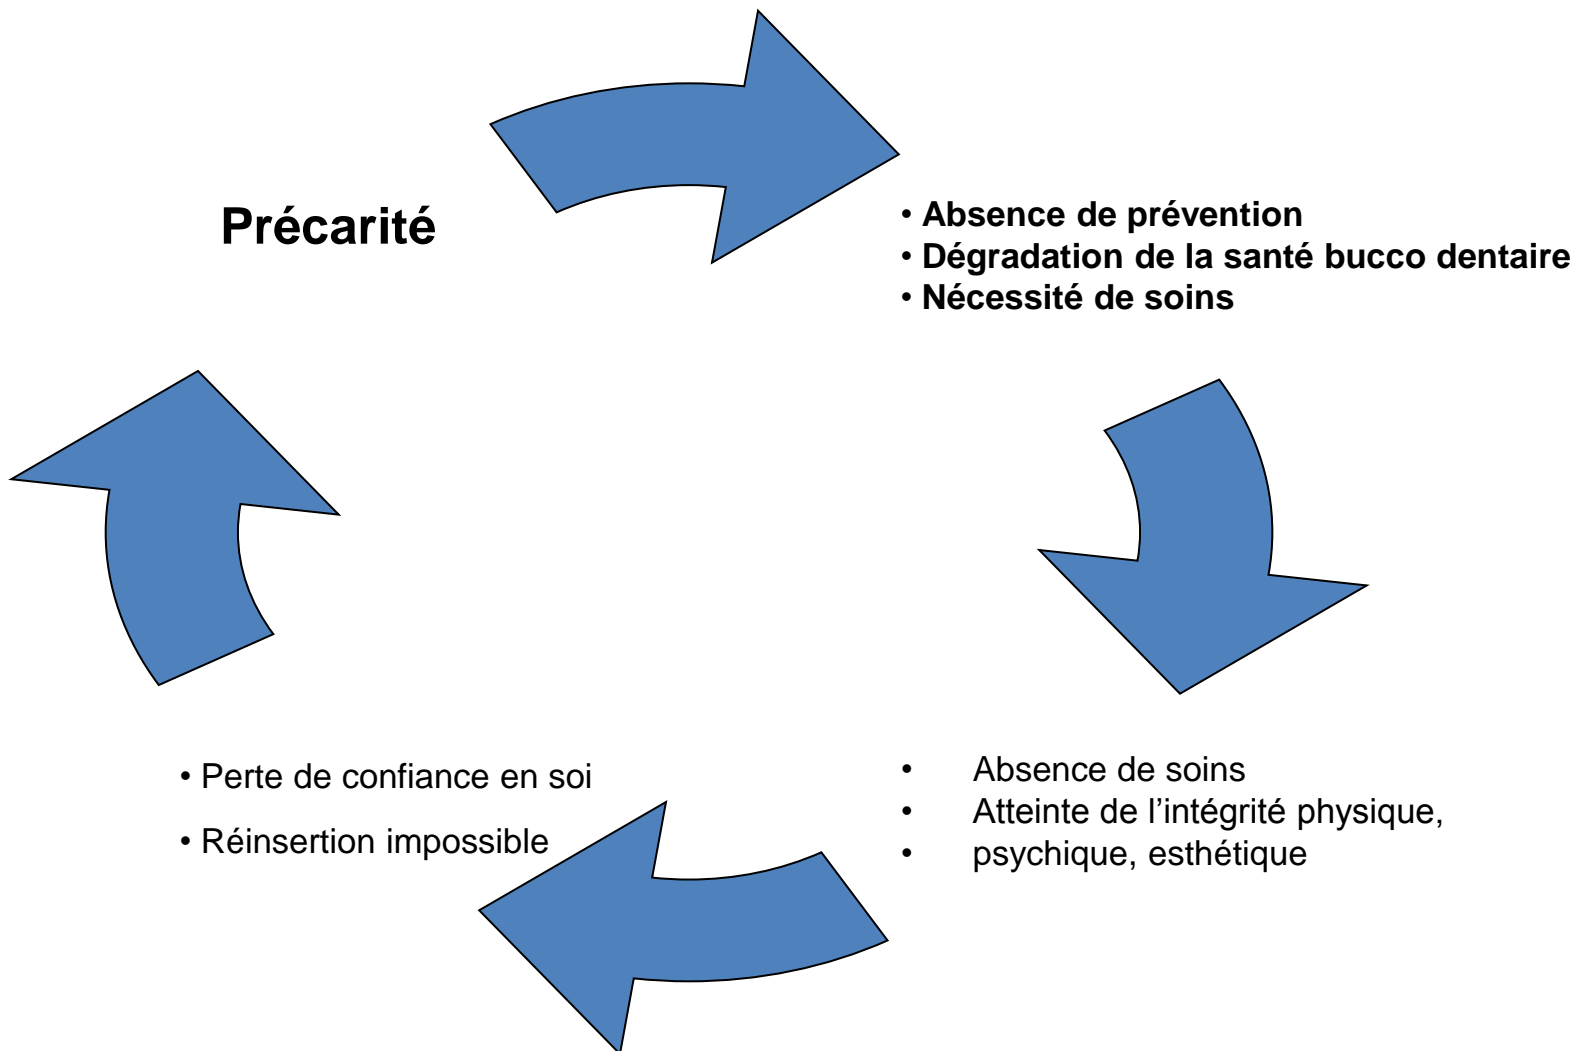 Précarité
• Absence de prévention
• Dégradation de la santé bucco dentaire
• Nécessité de soins
• Absence de soins
• Atteinte de l’intégrité physique,
• psychique, esthétique
• Perte de confiance en soi
• Réinsertion impossible